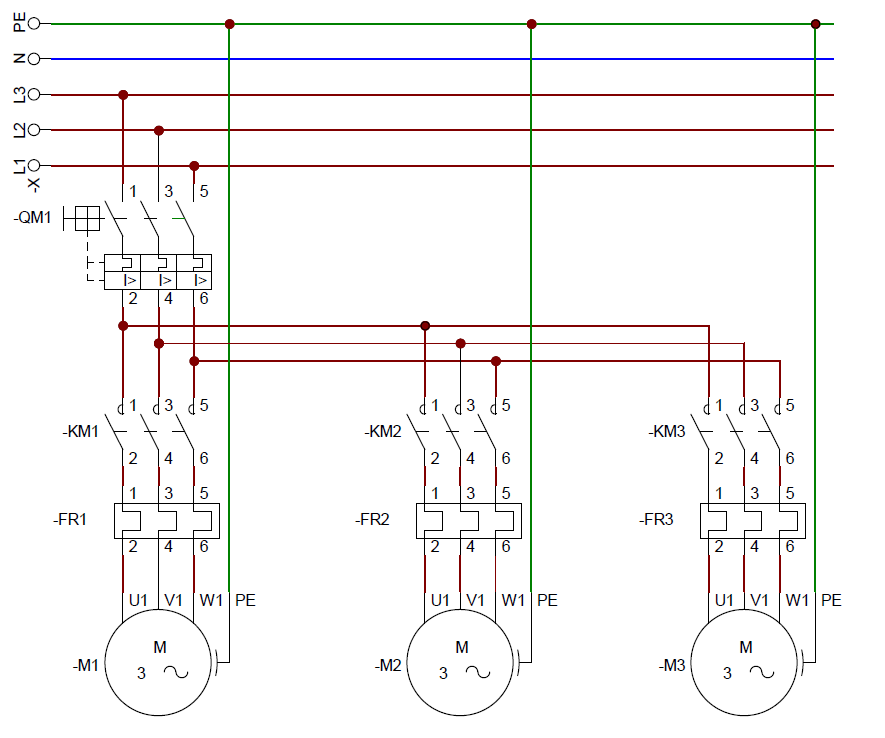 PE
N
L3
L2
L1
-X
1 3 5
-QM1
I> I> I>
2 4 6
1 3 5 1 3 5 1 3 5
-KM1 -KM2 -KM3
2 4 6 2 4 6 2 4 6
1 3 5 1 3 5 1 3 5
-FR1 -FR2 -FR3
2 4 6 2 4 6 2 4 6
U1 V1 W1 PE U1 V1 W1 PE U1 V1 W1 PE
M M M
-M1 3 -M2 3 -M3 3